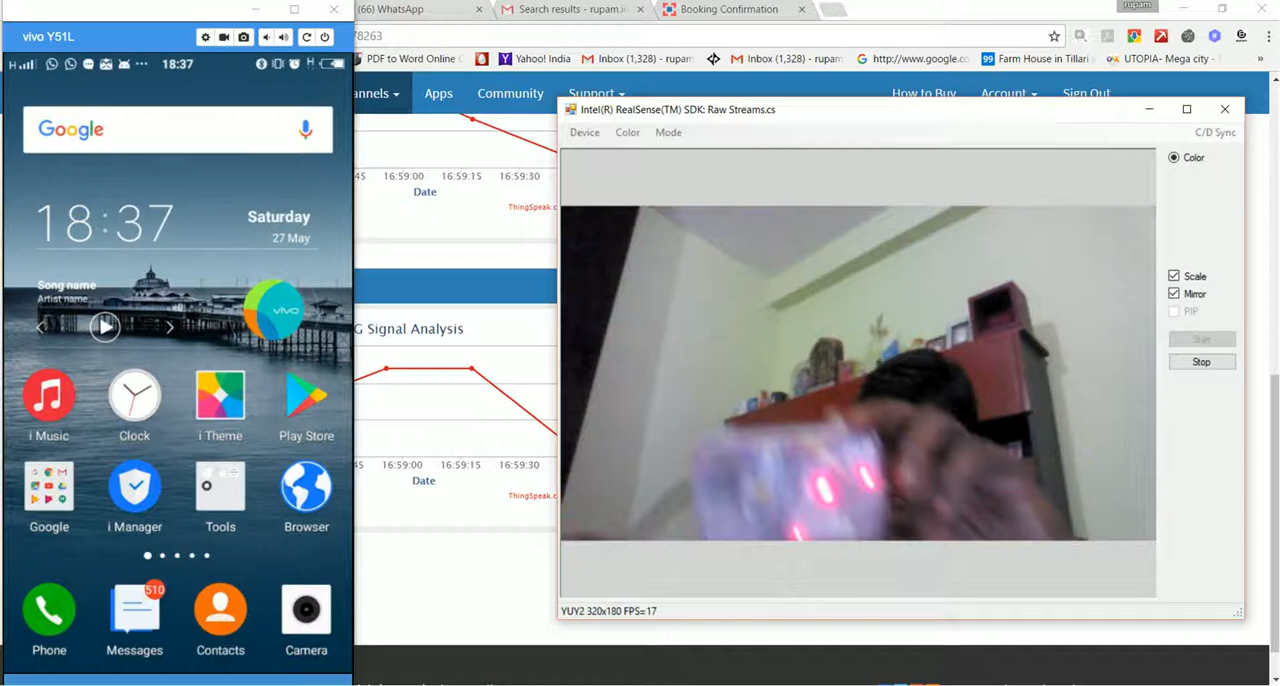 vivo Y51L
H
18:37
H
Google
18:37
Saturday
27 May
Song name
Artist name
vivo
i Music
Clock
i Theme
Play Store
Google
i Manager
Tools
Browser
510
Phone
Messages
Contacts
Camera
(66) WhatsApp
Search results - rupam.i
Booking Confirmation
rupam
78263
PDF to Word Online
Yahoo! India
Inbox (1,328) - rupam
Inbox (1,328) - rupam
http://www.google.co
99
Farm House in Tillari
UTOPIA- Mega city -
»
nnels
Apps
Community
Support
How to Buy
Account
Sign Out
45
16:59:00
16:59:15
16:59:30
Date
ThingSpeak.c
G Signal Analysis
16:59:00
16:59:15
16:59:30
Date
ThingSpeak.c
Intel(R) RealSense(TM) SDK: Raw Streams.cs
Device
Color
Mode
C/D Sync
Color
Scale
Mirror
PIP
Start
Stop
YUY2 320x180 FPS=17